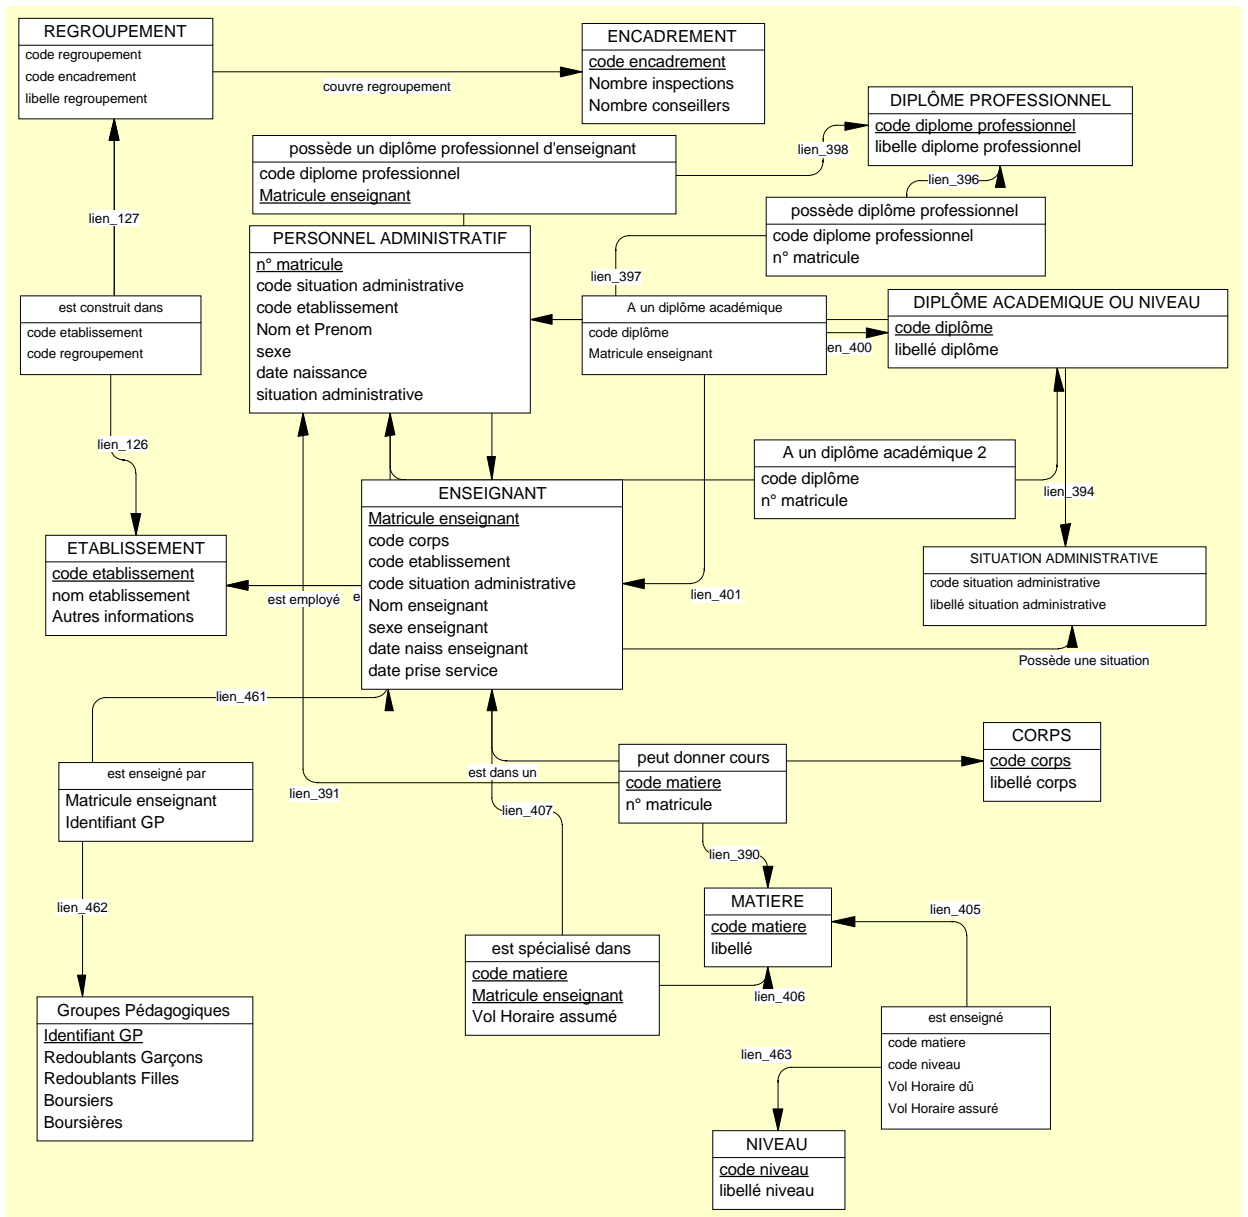 REGROUPEMENT
code regroupement
code encadrement
libelle regroupement
couvre regroupement
ENCADREMENT
code encadrement
Nombre inspections
Nombre conseillers
DIPLÔME PROFESSIONNEL
code diplome professionnel
libelle diplome professionnel
lien_398
possède un diplôme professionnel d'enseignant
code diplome professionnel
Matricule enseignant
lien_396
possède diplôme professionnel
code diplome professionnel
n° matricule
lien_127
PERSONNEL ADMINISTRATIF
n° matricule
code situation administrative
code etablissement
Nom et Prenom
sexe
date naissance
situation administrative
lien_397
est construit dans
code etablissement
code regroupement
A un diplôme académique
code diplôme
Matricule enseignant
en_400
DIPLÔME ACADEMIQUE OU NIVEAU
code diplôme
libellé diplôme
lien_126
A un diplôme académique 2
code diplôme
n° matricule
lien_394
ENSEIGNANT
Matricule enseignant
code corps
code etablissement
code situation administrative
Nom enseignant
sexe enseignant
date naiss enseignant
date prise service
ETABLISSEMENT
code etablissement
nom etablissement
Autres informations
est employé
e
lien_401
SITUATION ADMINISTRATIVE
code situation administrative
libellé situation administrative
Possède une situation
lien_461
est enseigné par
Matricule enseignant
Identifiant GP
est dans un
lien_391
lien_407
peut donner cours
code matiere
n° matricule
CORPS
code corps
libellé corps
lien_390
lien_462
MATIERE
code matiere
libellé
lien_405
est spécialisé dans
code matiere
Matricule enseignant
Vol Horaire assumé
lien_406
Groupes Pédagogiques
Identifiant GP
Redoublants Garçons
Redoublants Filles
Boursiers
Boursières
est enseigné
code matiere
code niveau
Vol Horaire dû
Vol Horaire assuré
lien_463
NIVEAU
code niveau
libellé niveau